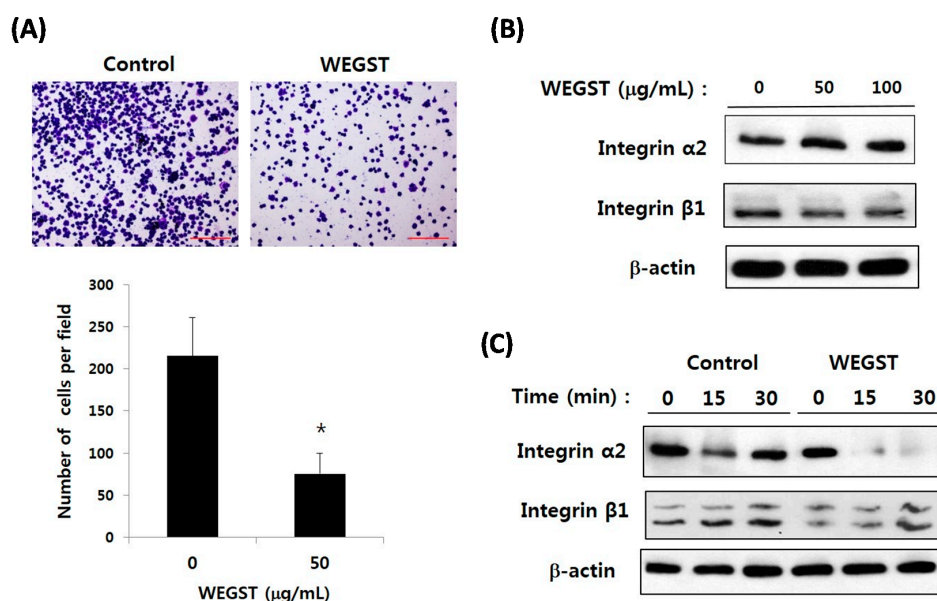 (A)
Control WEGST
300
250
200
150
100
50
0
Number of cells per field
*
0 50
WEGST (μg/mL)
(B)
WEGST (μg/mL) : 0 50 100
Integrin α2
Integrin β1
β-actin
(C)
Control WEGST
Time (min) : 0 15 30 0 15 30
Integrin α2
Integrin β1
β-actin